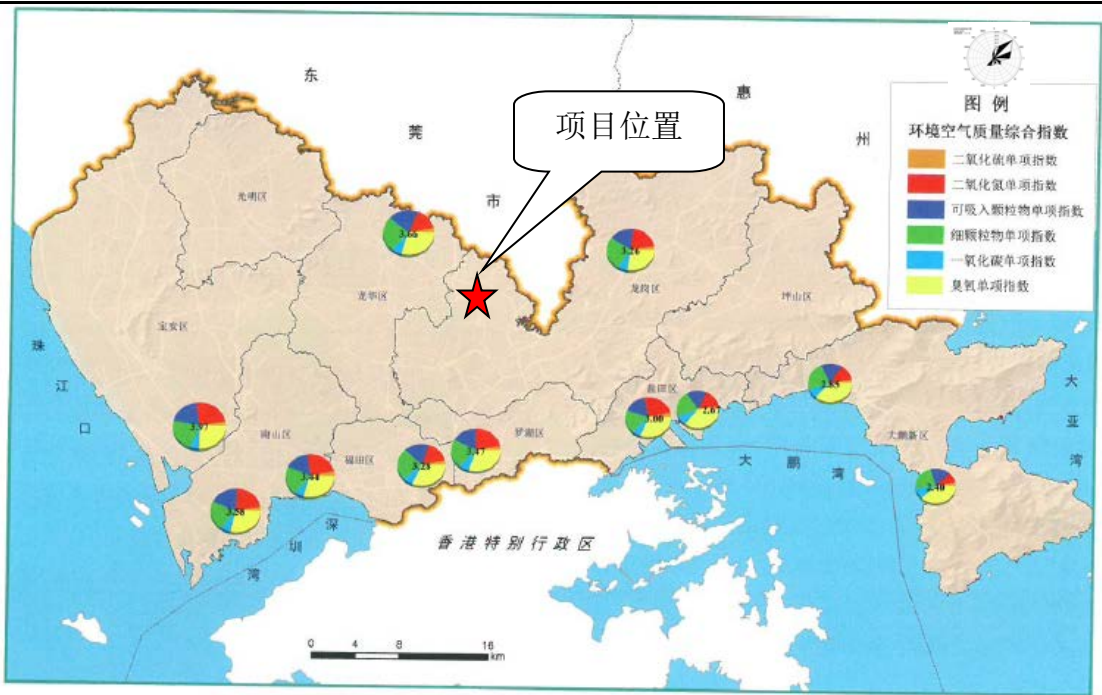 东
莞
市
惠
州
项目位置
图 例
环境空气质量综合指数
二氧化硫单项指数
二氧化氮单项指数
可吸入颗粒物单项指数
细颗粒物单项指数
一氧化碳单项指数
臭氧单项指数
光明区
3.66
3.26
龙华区
龙岗区
坪山区
宝安区
珠
江
口
大
亚
湾
盐田区
2.85
3.97
3.00
2.67
南山区
福田区
罗湖区
大鹏新区
3.47
3.28
3.44
大
鹏
湾
2.40
3.58
深
圳
湾
香港特别行政区
0 4 8 16
km